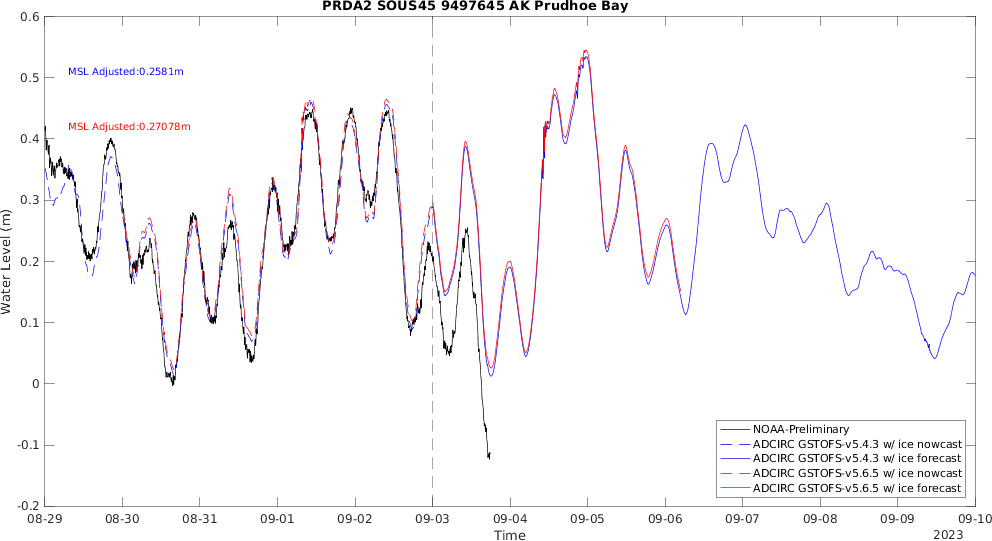 PRDA2 SOUS45 9497645 AK Prudhoe Bay
0.6
0.5
0.4
0.3
0.2
0.1
0
-0.1
-0.2
Water Level (m)
MSL Adjusted:0.2581m
MSL Adjusted:0.27078m
NOAA-Preliminary
ADCIRC GSTOFS-v5.4.3 w/ ice nowcast
ADCIRC GSTOFS-v5.4.3 w/ ice forecast
ADCIRC GSTOFS-v5.6.5 w/ ice nowcast
ADCIRC GSTOFS-v5.6.5 w/ ice forecast
08-29 08-30 08-31 09-01 09-02 09-03 09-04 09-05 09-06 09-07 09-08 09-09 09-10
Time
2023